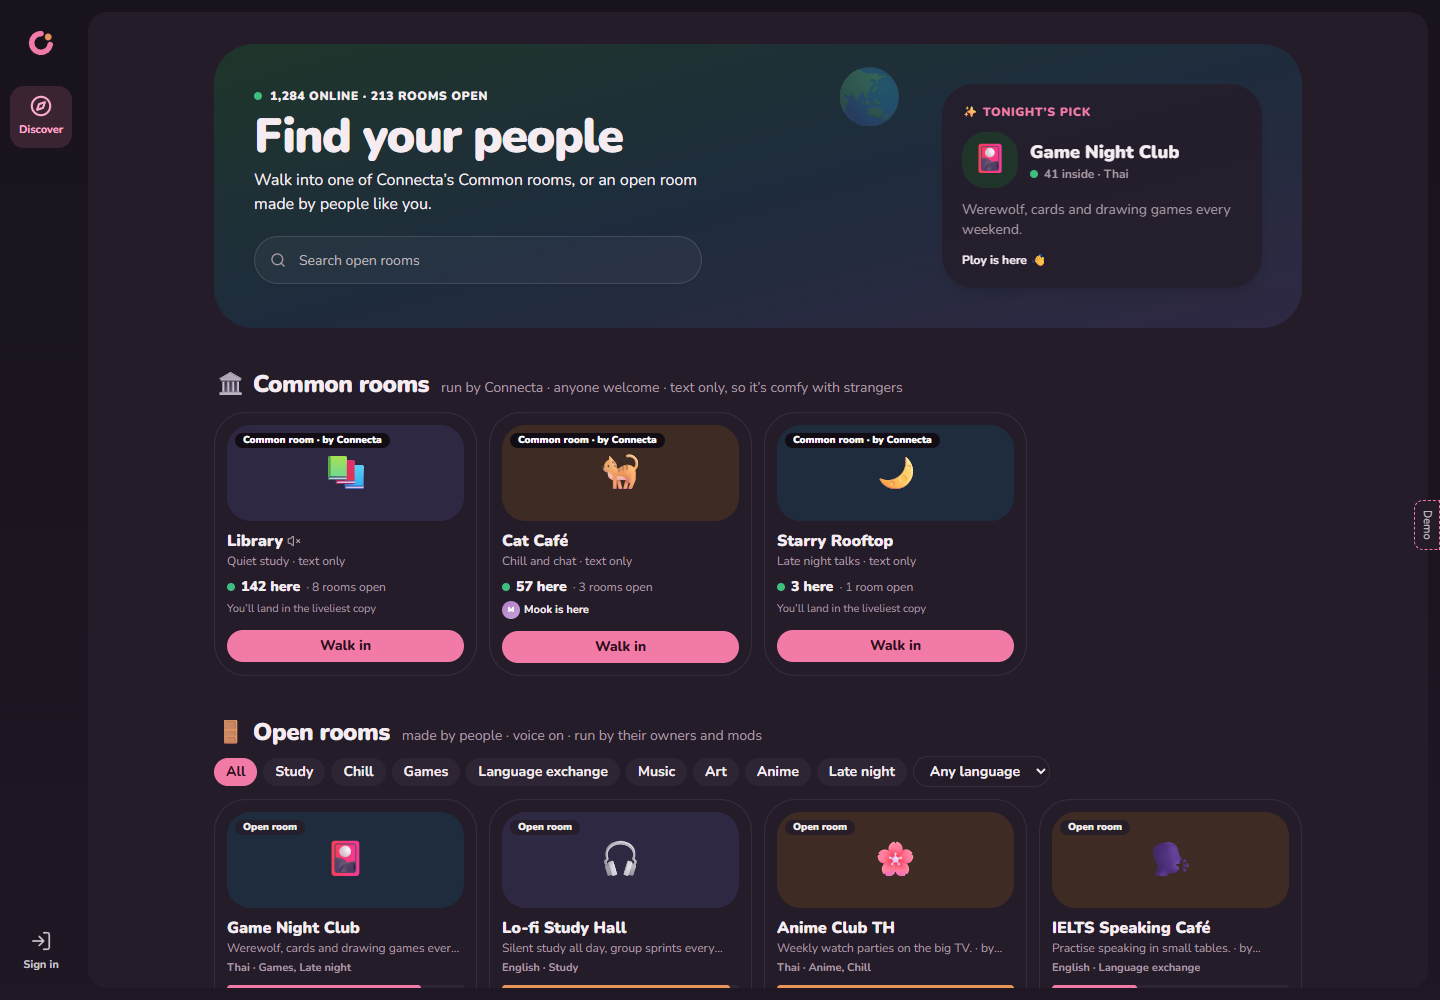 Discover
1,284 ONLINE · 213 ROOMS OPEN
Find your people
Walk into one of Connecta's Common rooms, or an open room
made by people like you.
Search open rooms
✨ TONIGHT'S PICK
Game Night Club
41 inside · Thai
Werewolf, cards and drawing games every
weekend.
Ploy is here 👋
Common rooms run by Connecta · anyone welcome · text only, so it's comfy with strangers
Common room · by Connecta
Library
Quiet study · text only
142 here · 8 rooms open
You'll land in the liveliest copy
Walk in
Common room · by Connecta
Cat Café
Chill and chat · text only
57 here · 3 rooms open
M Mook is here
Walk in
Common room · by Connecta
Starry Rooftop
Late night talks · text only
3 here · 1 room open
You'll land in the liveliest copy
Walk in
Demo
Open rooms made by people · voice on · run by their owners and mods
All Study Chill Games Language exchange Music Art Anime Late night Any language
Open room
Game Night Club
Werewolf, cards and drawing games ever...
Thai · Games, Late night
Open room
Lo-fi Study Hall
Silent study all day, group sprints every...
English · Study
Open room
Anime Club TH
Weekly watch parties on the big TV. · by...
Thai · Anime, Chill
Open room
IELTS Speaking Café
Practise speaking in small tables. · by...
English · Language exchange
Sign in